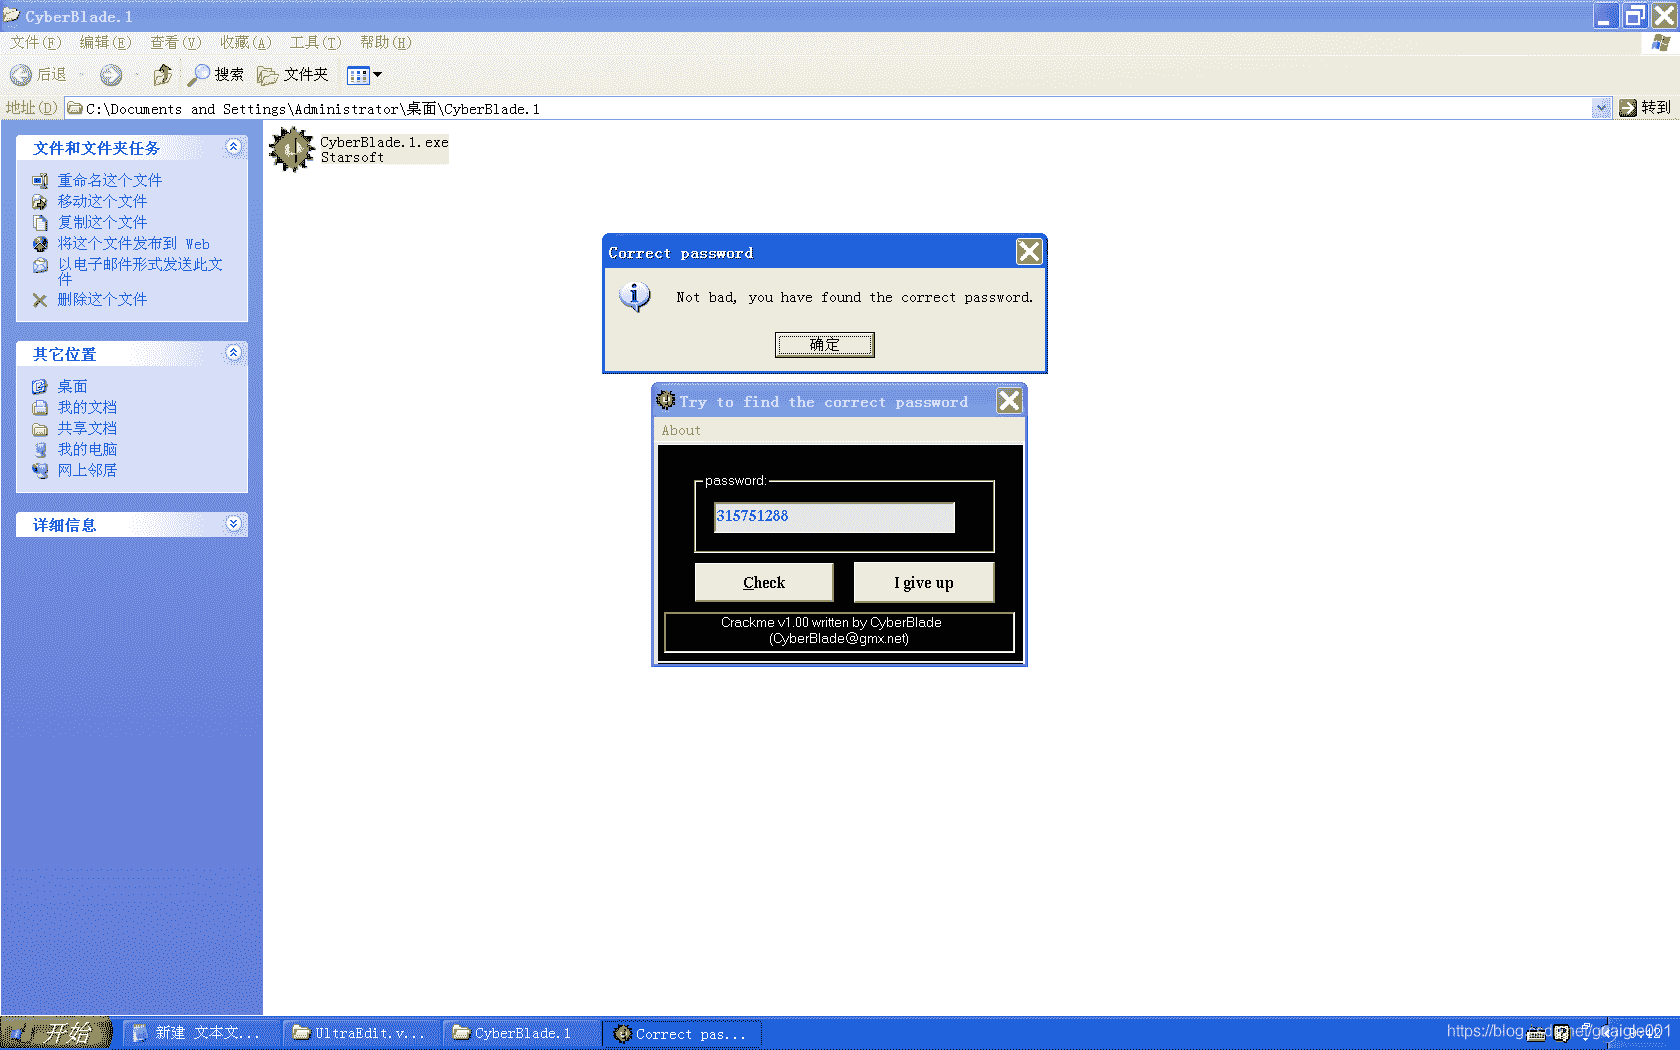 CyberBlade.1
文件(F) 编辑(E) 查看(V) 收藏(A) 工具(T) 帮助(H)
后退 搜索 文件夹
地址(D) C:\Documents and Settings\Administrator\桌面\CyberBlade.1 转到
文件和文件夹任务
重命名这个文件
移动这个文件
复制这个文件
将这个文件发布到 Web
以电子邮件形式发送此文
件
删除这个文件
其它位置
桌面
我的文档
共享文档
我的电脑
网上邻居
详细信息
CyberBlade.1.exe
Starsoft
Correct password
Not bad, you have found the correct password.
确定
Try to find the correct password
About
password:
315751288
Check I give up
Crackme v1.00 written by CyberBlade
(CyberBlade@gmx.net)
开始 新建 文本文... UltraEdit.v... CyberBlade.1 Correct pas...